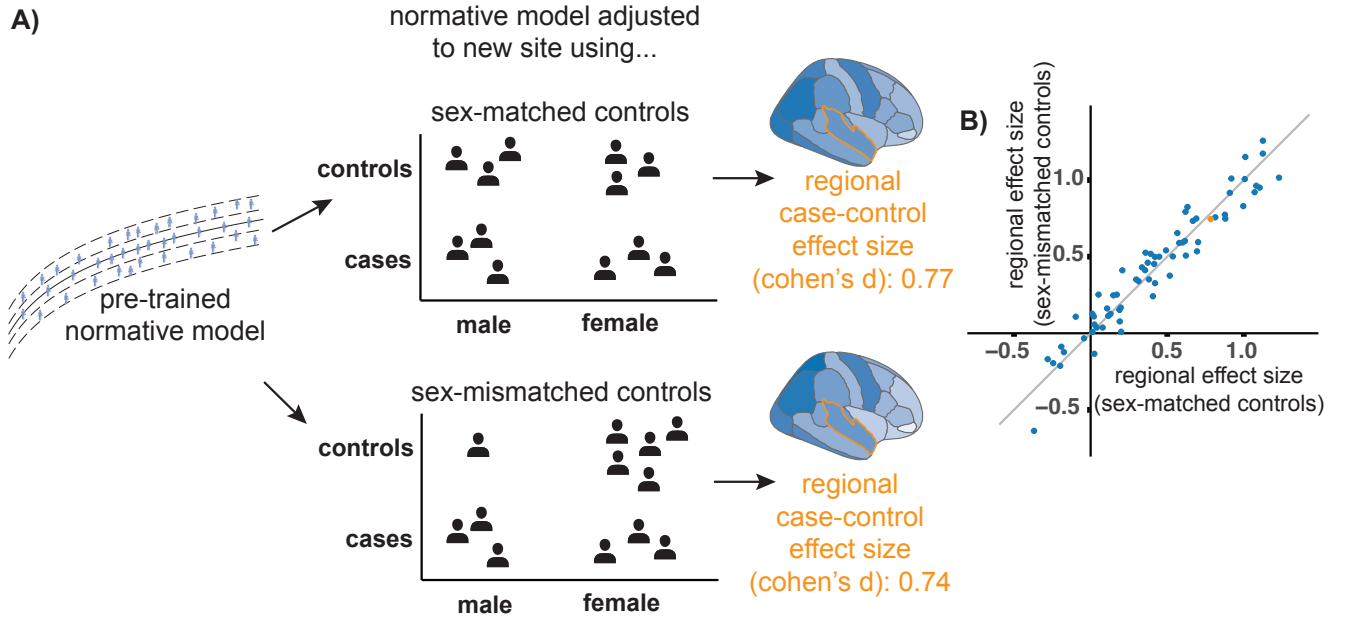 A)
normative model adjusted
to new site using...
sex-matched controls
controls
cases
male
female
pre-trained
normative model
regional
case-control
effect size
(cohen's d): 0.77
sex-mismatched controls
controls
cases
male
female
regional
case-control
effect size
(cohen's d): 0.74
B)
regional effect size
(sex-mismatched controls)
1.0
0.5
−0.5
0.5
1.0
−0.5
regional effect size
(sex-matched controls)